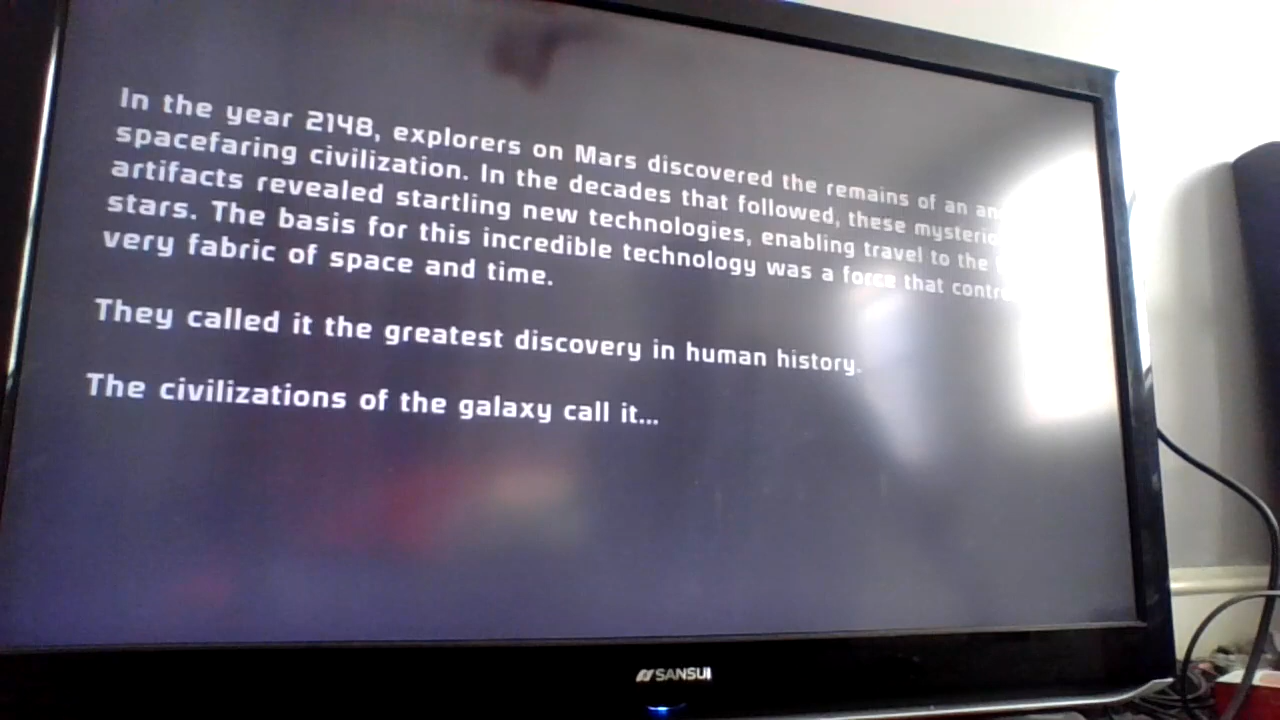 In the year 2148, explorers on Mars discovered the remains of an
spacefaring civilization. In the decades that followed, these
artifacts revealed startling new technologies, enabling travel to the
stars. The basis for this incredible technology was a force that
very fabric of space and time.
They called it the greatest discovery in human history.
The civilizations of the galaxy call it...
SANSUI